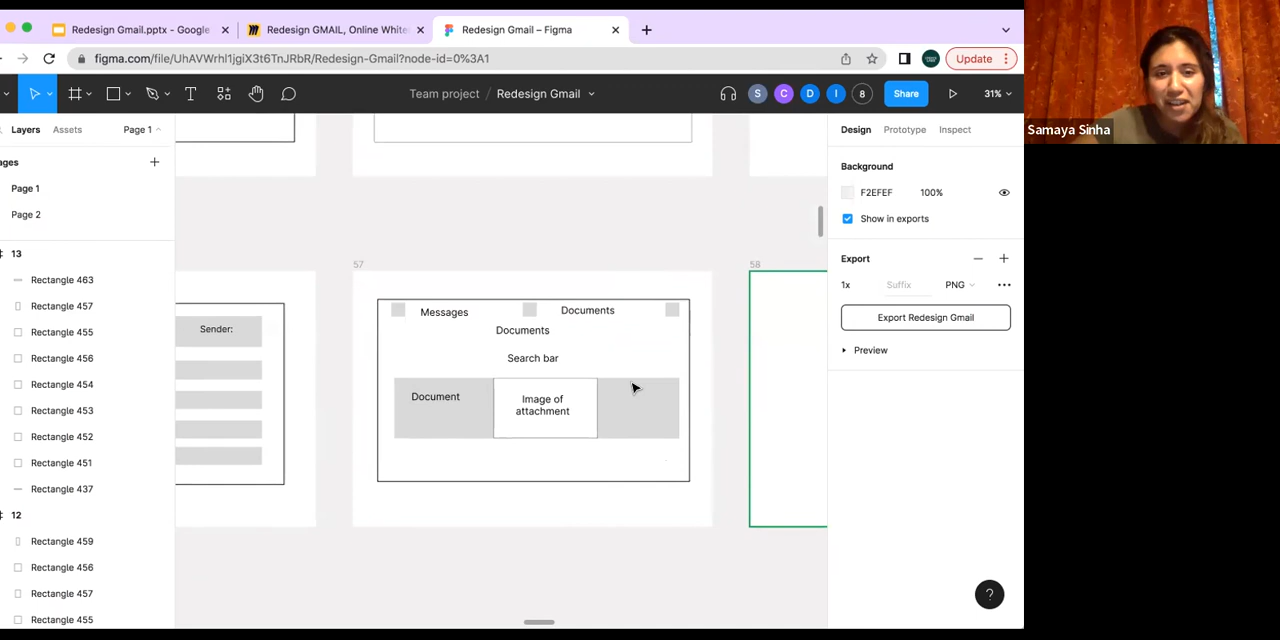 Redesign Gmail.pptx - Google
Redesign GMAIL, Online White
Redesign Gmail – Figma
figma.com/file/UhAVWrhl1jgiX3t6TnJRbR/Redesign-Gmail?node-id=0%3A1
Update
Team project / Redesign Gmail
S
C
D
I
8
Share
31%
Layers
Assets
Page 1
Design
Prototype
Inspect
ages
Page 1
Page 2
13
Rectangle 463
Rectangle 457
Rectangle 455
Rectangle 456
Rectangle 454
Rectangle 453
Rectangle 452
Rectangle 451
Rectangle 437
12
Rectangle 459
Rectangle 456
Rectangle 457
Rectangle 455
Sender:
57
Messages
Documents
Documents
Search bar
Document
Image of
attachment
58
Background
F2EFEF
100%
Show in exports
Export
1x
Suffix
PNG
Export Redesign Gmail
Preview
?
Samaya Sinha